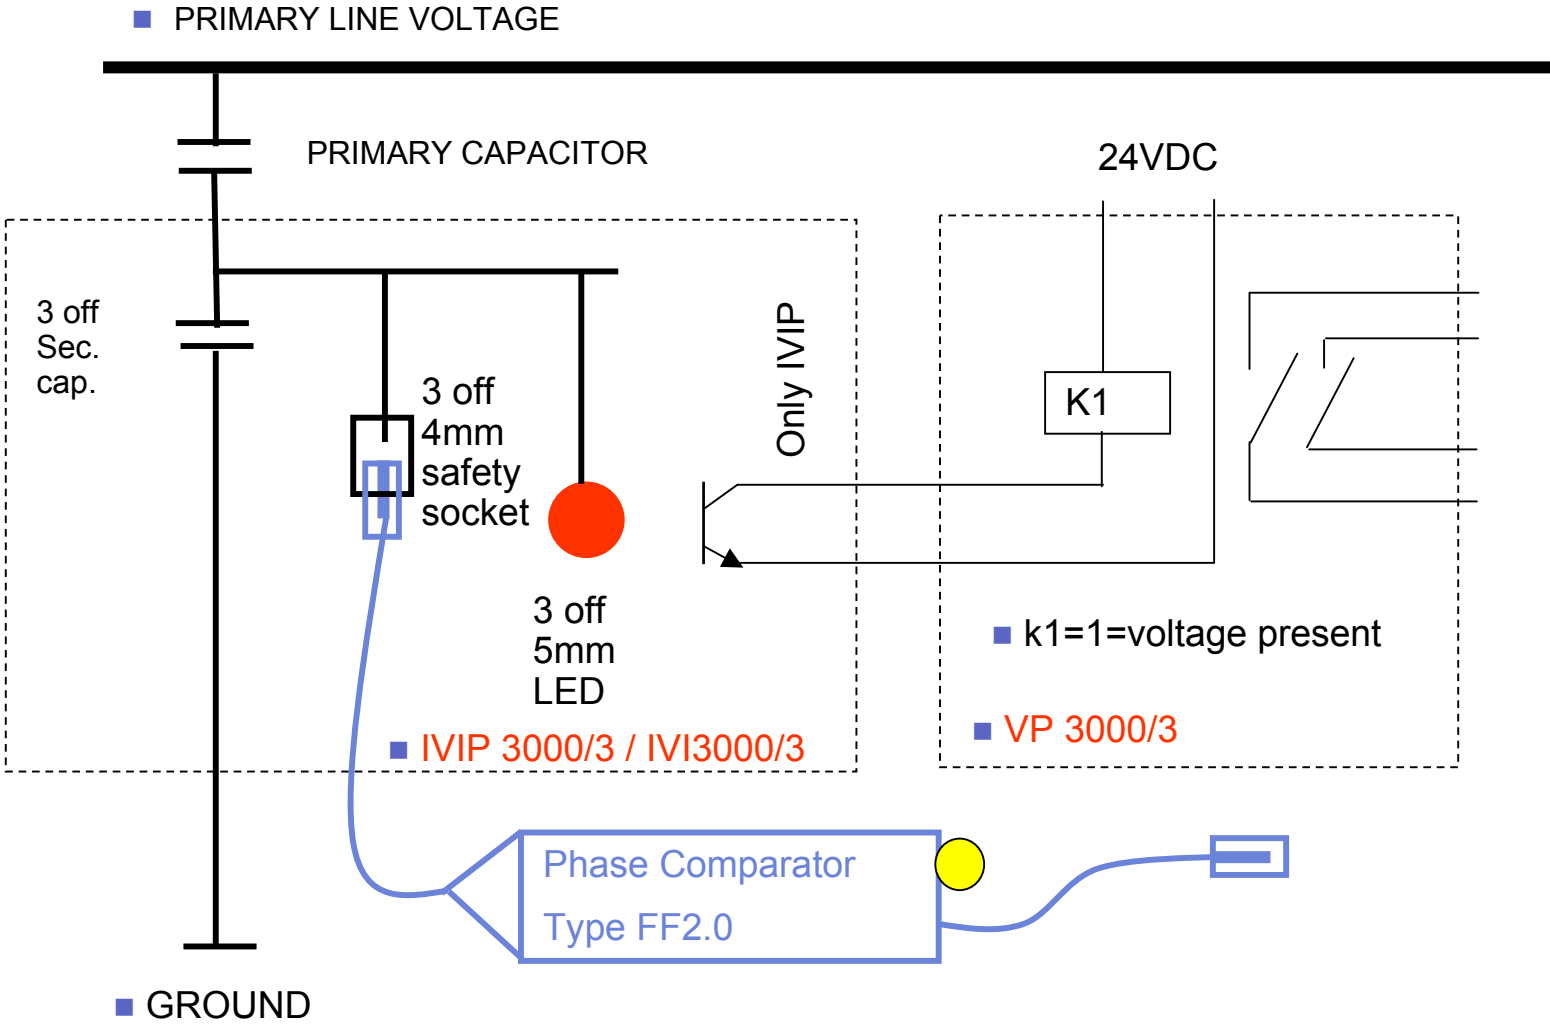 PRIMARY LINE VOLTAGE
PRIMARY CAPACITOR
24VDC
3 off
Sec.
cap.
3 off
4mm
safety
socket
Only IVIP
K1
3 off
5mm
LED
k1=1=voltage present
IVIP 3000/3 / IVI3000/3
VP 3000/3
Phase Comparator
Type FF2.0
GROUND